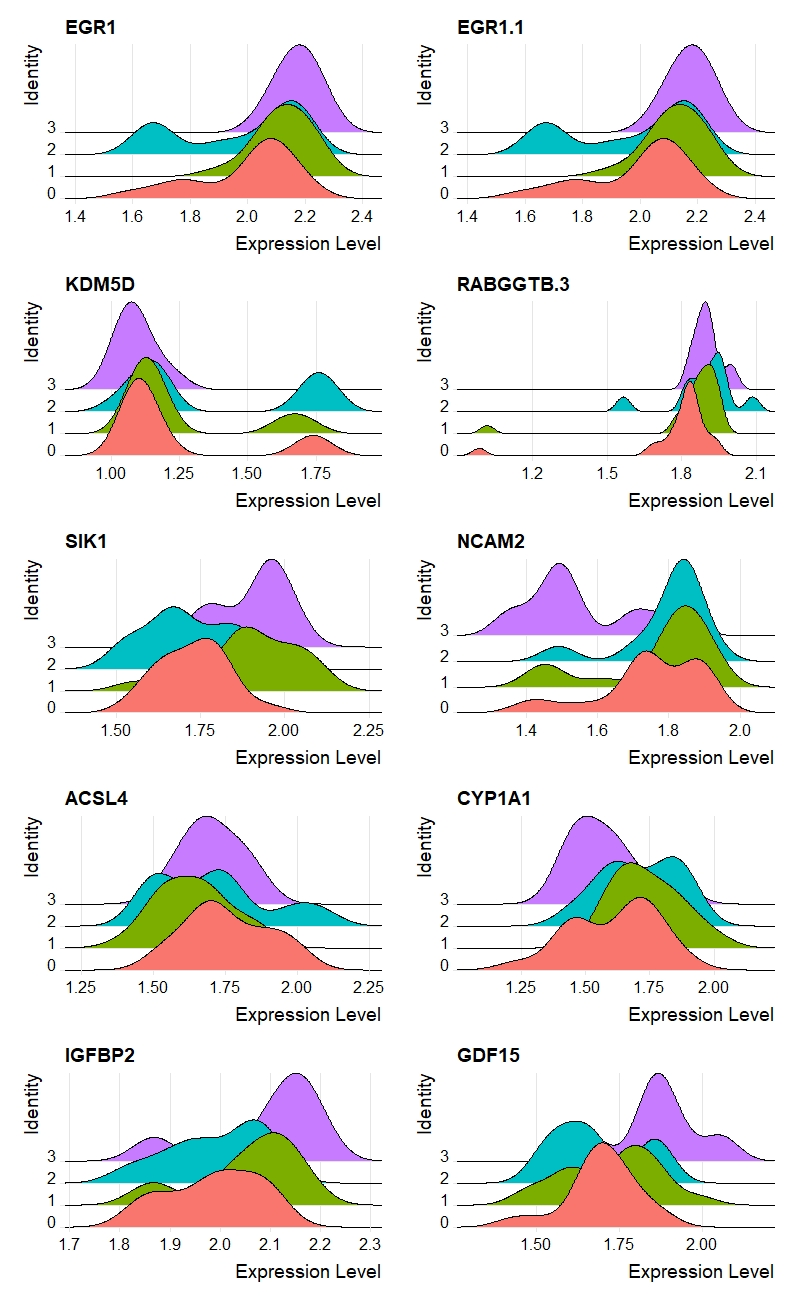 EGR1
Identity
3
2
1
0
1.4 1.6 1.8 2.0 2.2 2.4
Expression Level
EGR1.1
Identity
3
2
1
0
1.4 1.6 1.8 2.0 2.2 2.4
Expression Level
KDM5D
Identity
3
2
1
0
1.00 1.25 1.50 1.75
Expression Level
RABGGTB.3
Identity
3
2
1
0
1.2 1.5 1.8 2.1
Expression Level
SIK1
Identity
3
2
1
0
1.50 1.75 2.00 2.25
Expression Level
NCAM2
Identity
3
2
1
0
1.4 1.6 1.8 2.0
Expression Level
ACSL4
Identity
3
2
1
0
1.25 1.50 1.75 2.00 2.25
Expression Level
CYP1A1
Identity
3
2
1
0
1.25 1.50 1.75 2.00
Expression Level
IGFBP2
Identity
3
2
1
0
1.7 1.8 1.9 2.0 2.1 2.2 2.3
Expression Level
GDF15
Identity
3
2
1
0
1.50 1.75 2.00
Expression Level